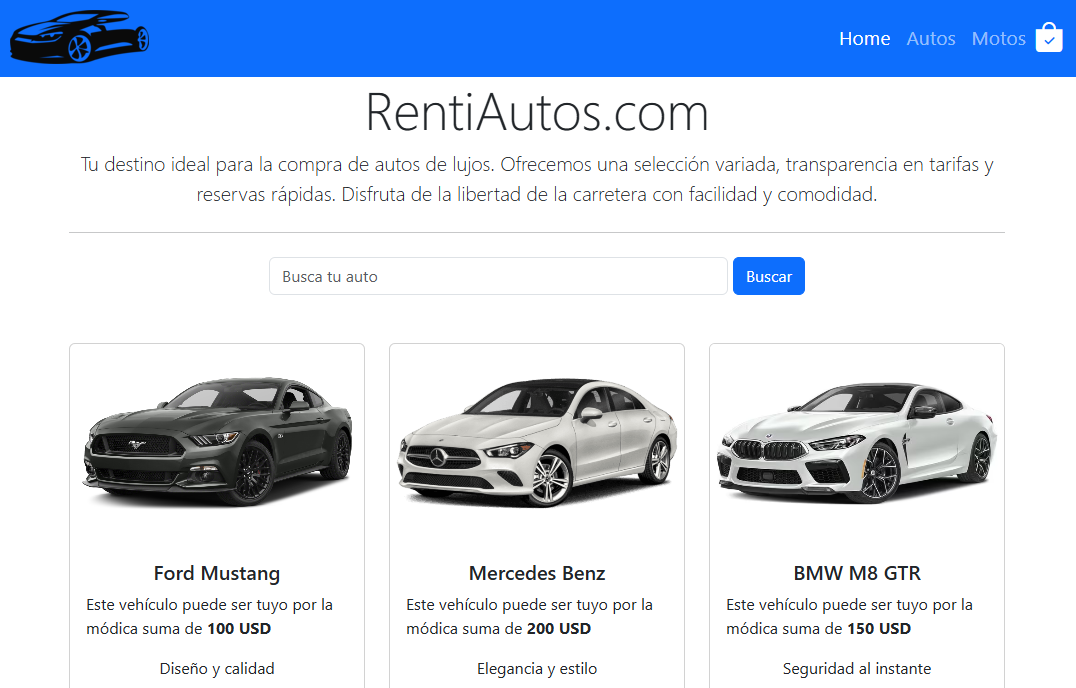 Home Autos Motos
RentiAutos.com
Tu destino ideal para la compra de autos de lujos. Ofrecemos una selección variada, transparencia en tarifas y
reservas rápidas. Disfruta de la libertad de la carretera con facilidad y comodidad.
Busca tu auto Buscar
Ford Mustang
Este vehículo puede ser tuyo por la
módica suma de 100 USD
Diseño y calidad
Mercedes Benz
Este vehículo puede ser tuyo por la
módica suma de 200 USD
Elegancia y estilo
BMW M8 GTR
Este vehículo puede ser tuyo por la
módica suma de 150 USD
Seguridad al instante